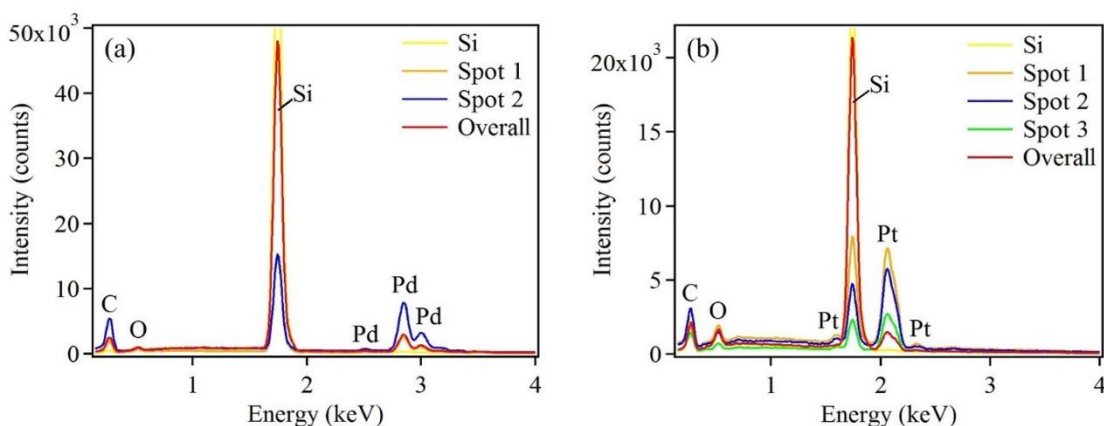 (a)
50x10³
40
30
20
10
0
Intensity (counts)
Si
Spot 1
Spot 2
Overall
Si
C
O
Pd
Pd
Pd
1
2
3
4
Energy (keV)
(b)
20x10³
15
10
5
0
Intensity (counts)
Si
Spot 1
Spot 2
Spot 3
Overall
Si
C
O
Pt
Pt
Pt
1
2
3
4
Energy (keV)